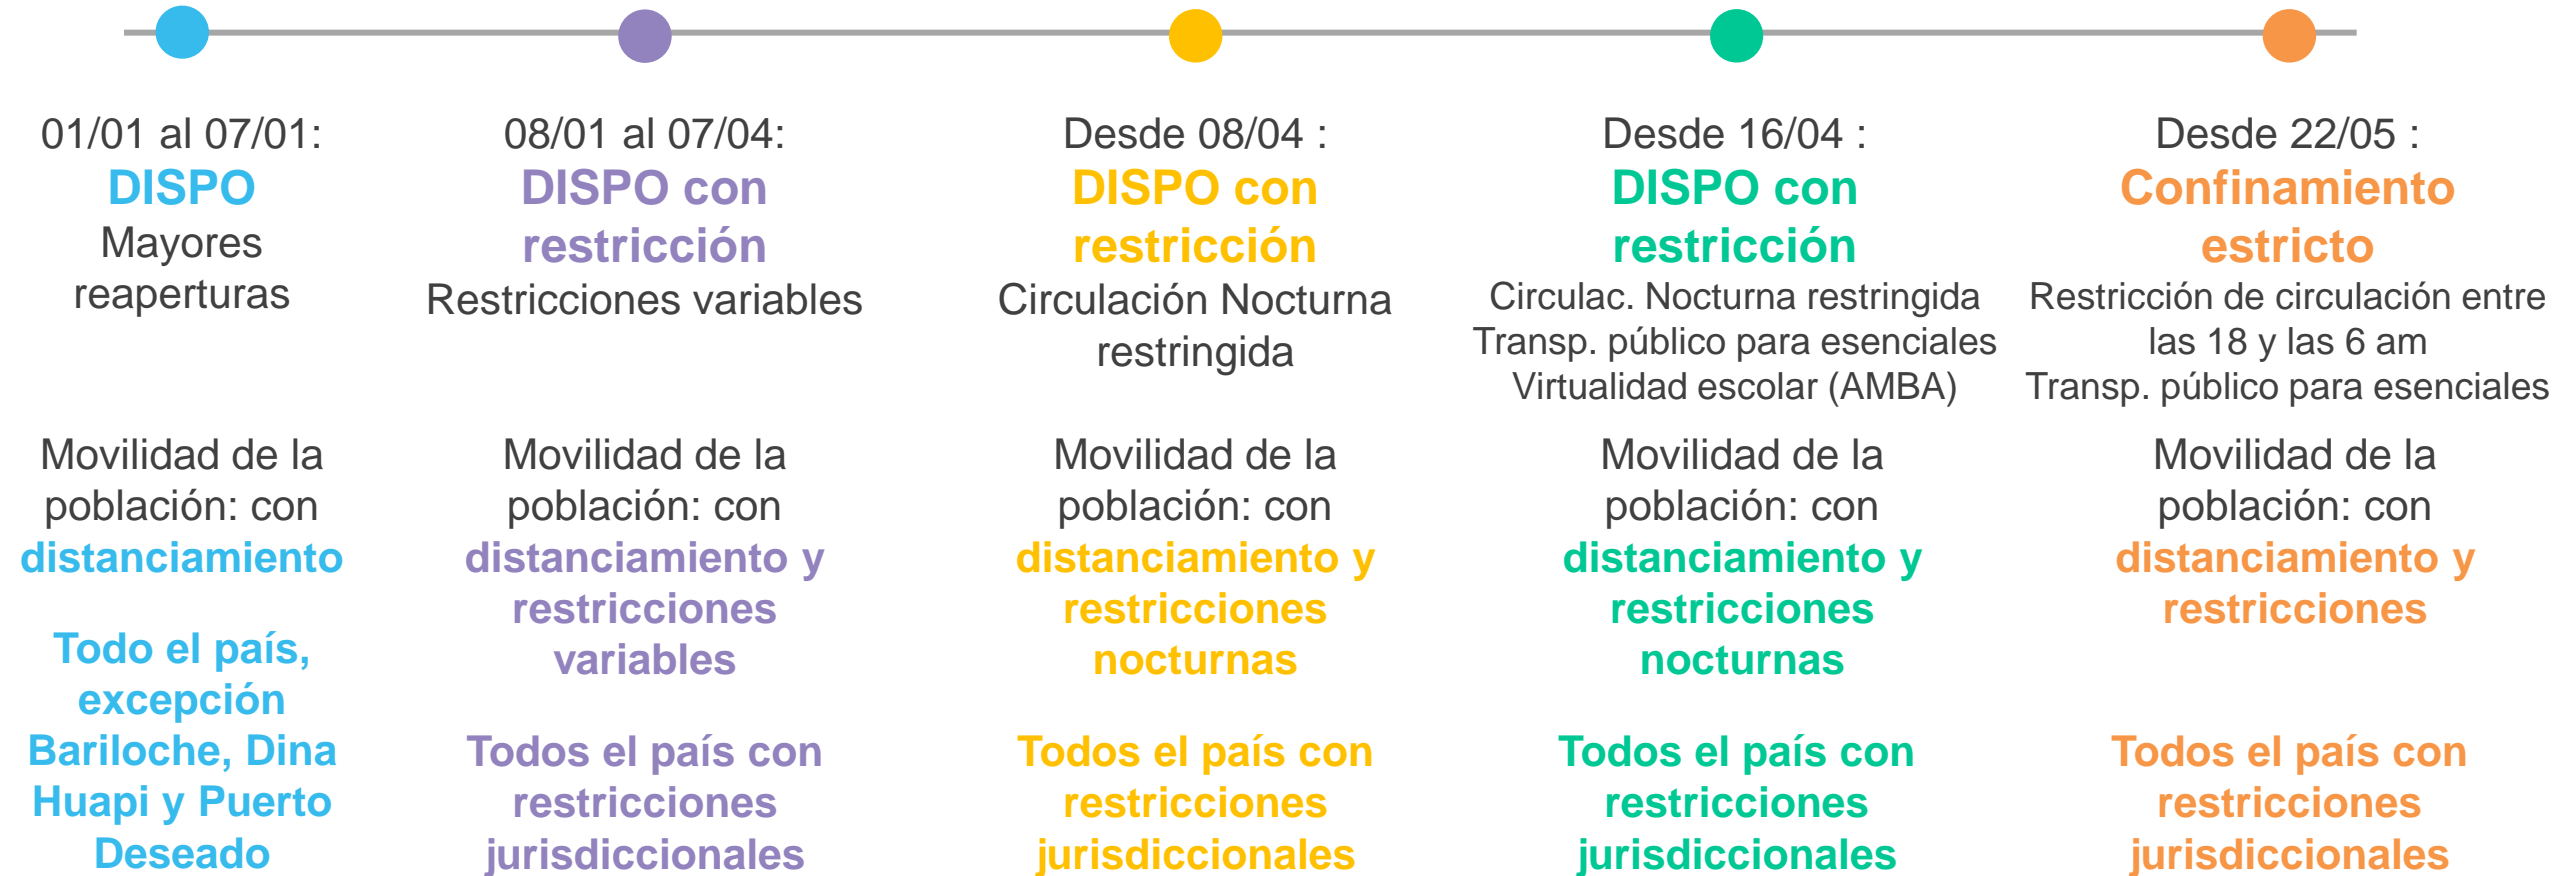 01/01 al 07/01:
DISPO
Mayores
reaperturas
Movilidad de la
población: con
distanciamiento
Todo el país,
excepción
Bariloche, Dina
Huapi y Puerto
Deseado
08/01 al 07/04:
DISPO con
restricción
Restricciones variables
Movilidad de la
población: con
distanciamiento y
restricciones
variables
Todos el país con
restricciones
jurisdiccionales
Desde 08/04 :
DISPO con
restricción
Circulación Nocturna
restringida
Movilidad de la
población: con
distanciamiento y
restricciones
nocturnas
Todos el país con
restricciones
jurisdiccionales
Desde 16/04 :
DISPO con
restricción
Circulac. Nocturna restringida
Transp. público para esenciales
Virtualidad escolar (AMBA)
Movilidad de la
población: con
distanciamiento y
restricciones
nocturnas
Todos el país con
restricciones
jurisdiccionales
Desde 22/05 :
Confinamiento
estricto
Restricción de circulación entre
las 18 y las 6 am
Transp. público para esenciales
Movilidad de la
población: con
distanciamiento y
restricciones
Todos el país con
restricciones
jurisdiccionales